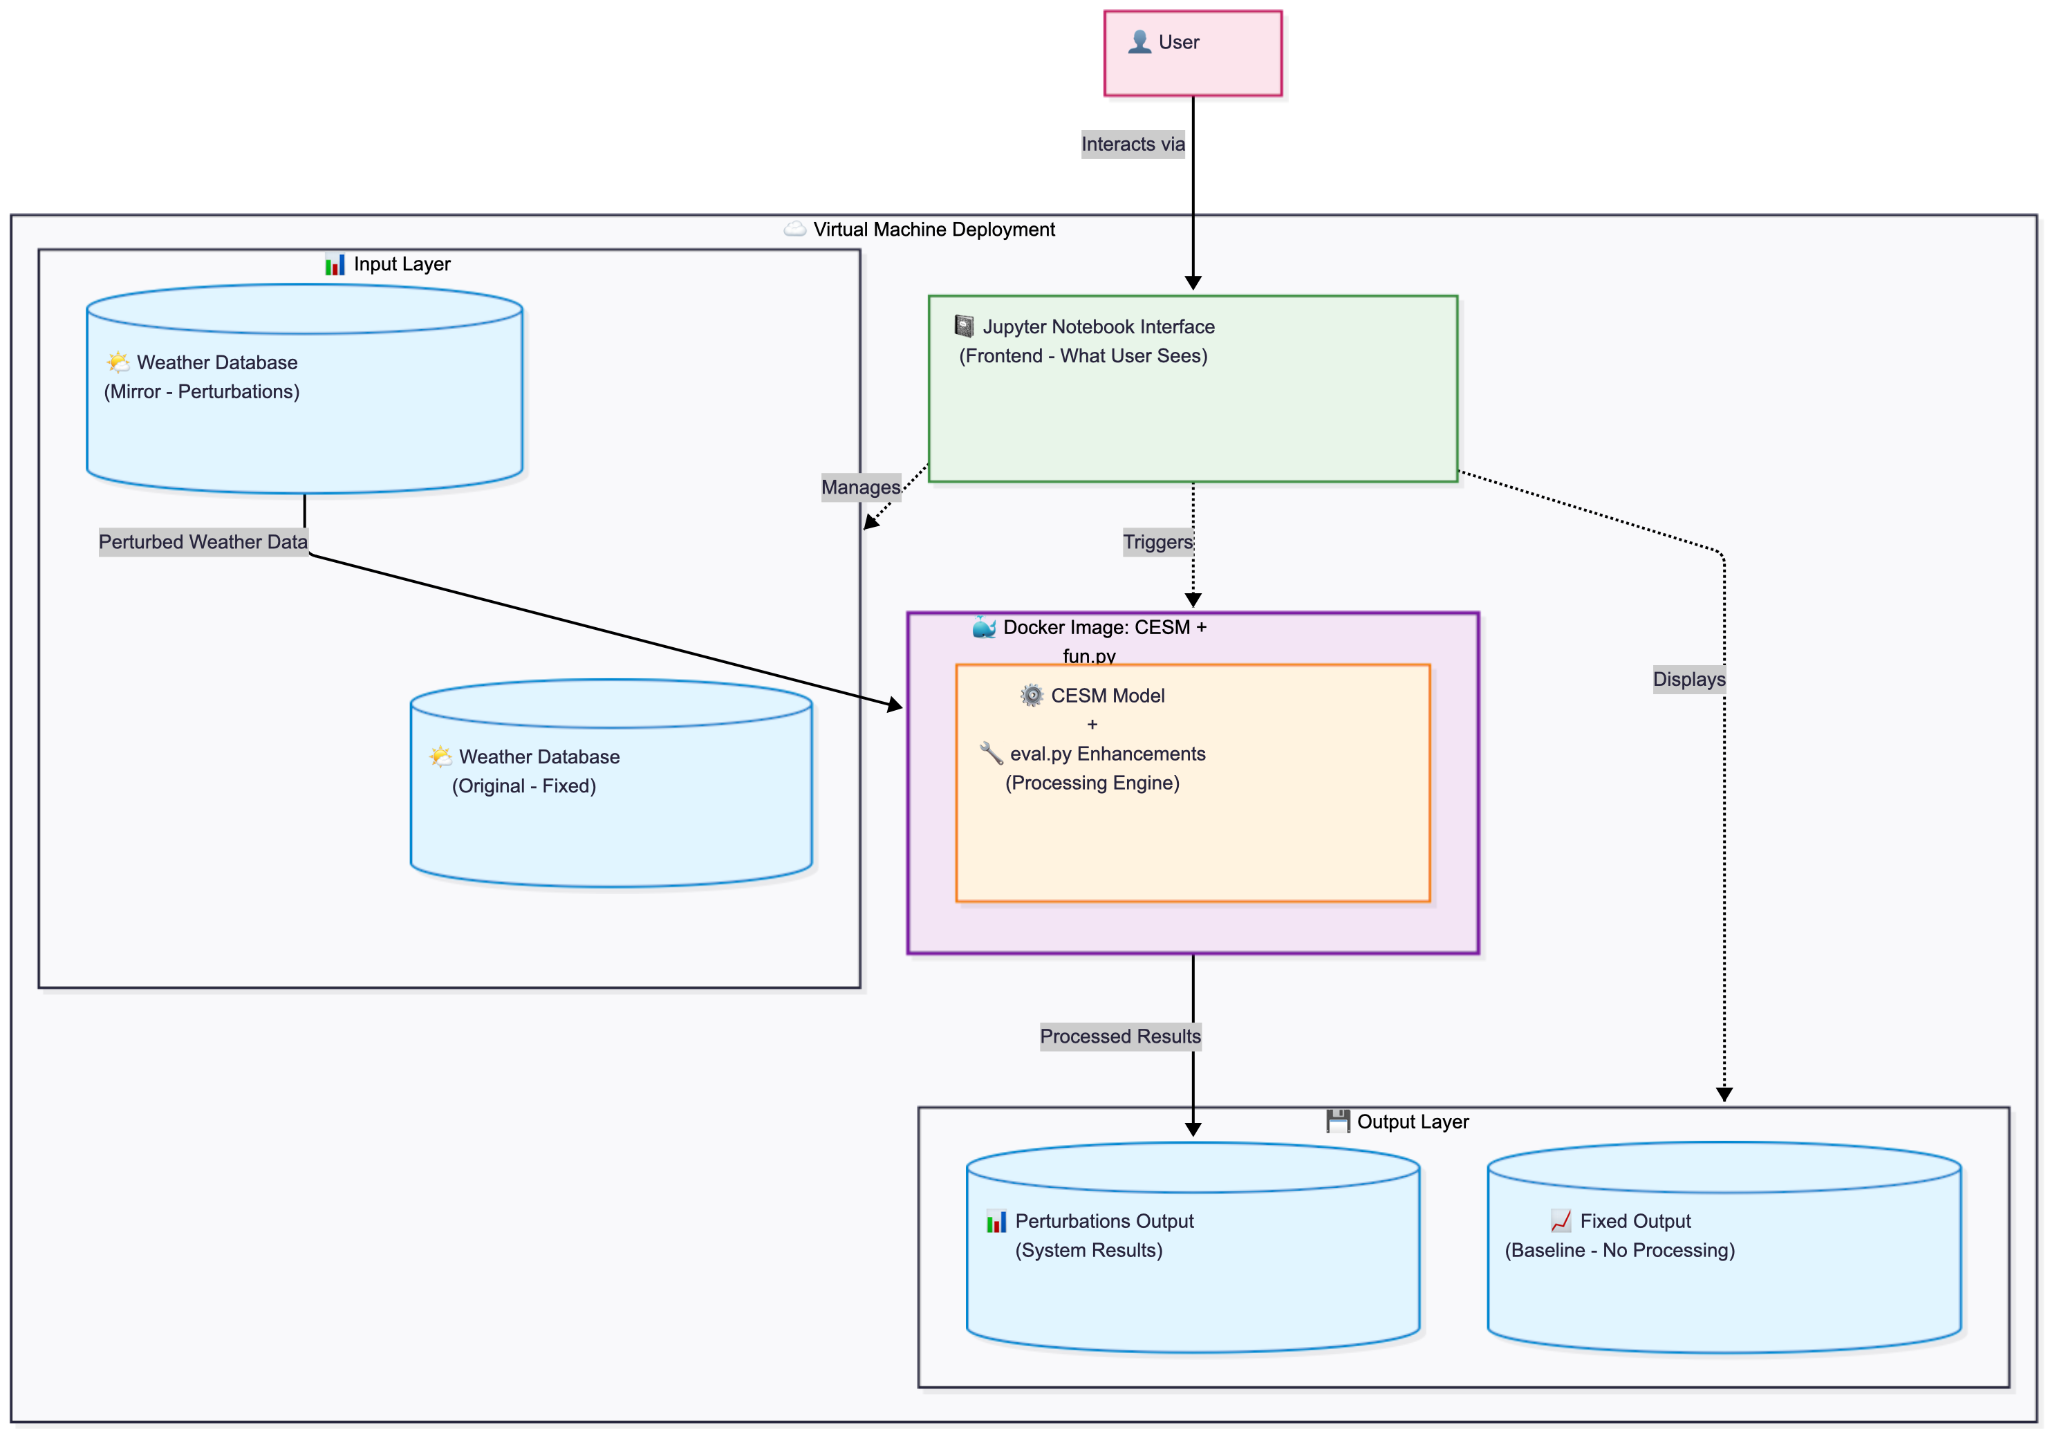 User
Interacts via
Virtual Machine Deployment
Input Layer
Weather Database
(Mirror - Perturbations)
Jupyter Notebook Interface
(Frontend - What User Sees)
Manages
Perturbed Weather Data
Triggers
Docker Image: CESM +
fun.py
Displays
CESM Model
+
eval.py Enhancements
(Processing Engine)
Weather Database
(Original - Fixed)
Processed Results
Output Layer
Perturbations Output
(System Results)
Fixed Output
(Baseline - No Processing)